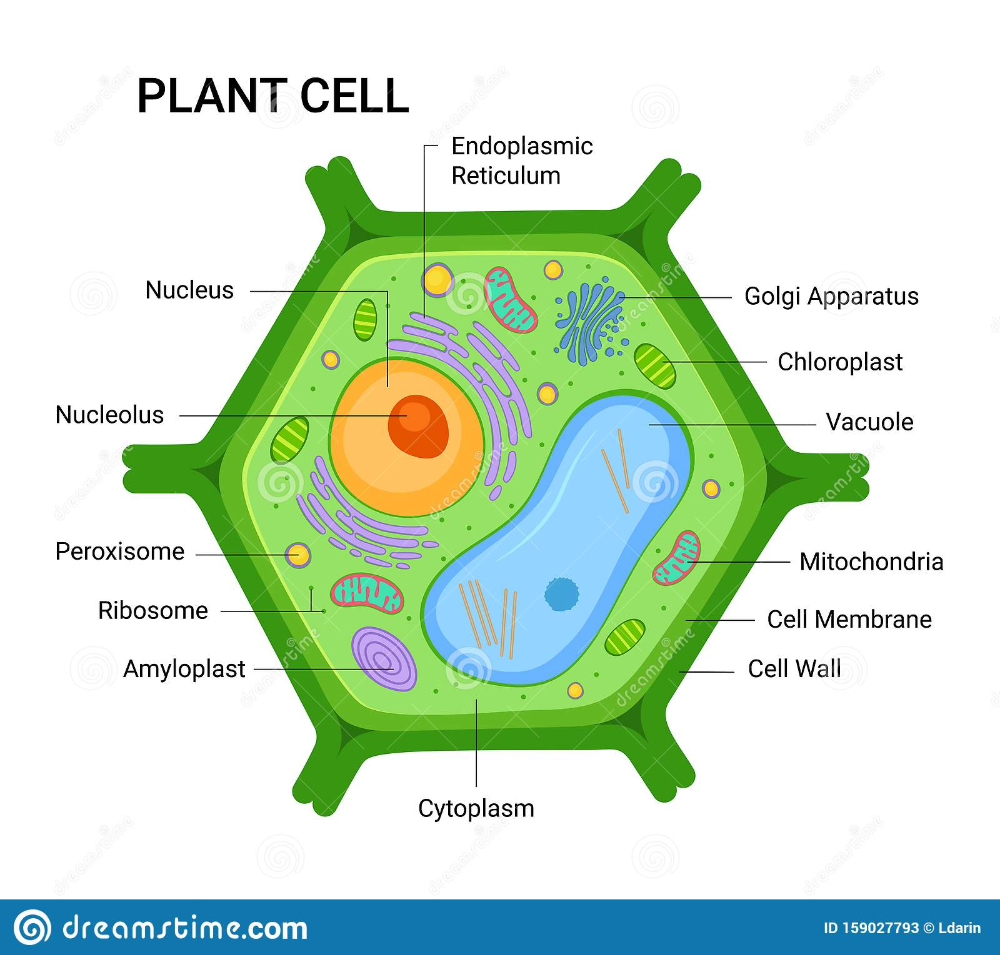 PLANT CELL
Endoplasmic
Reticulum
Nucleus
Golgi Apparatus
Chloroplast
Nucleolus
Vacuole
Peroxisome
Mitochondria
Ribosome
Cell Membrane
Amyloplast
Cell Wall
Cytoplasm
dreamstime.com
ID 159027793 © Ldarin